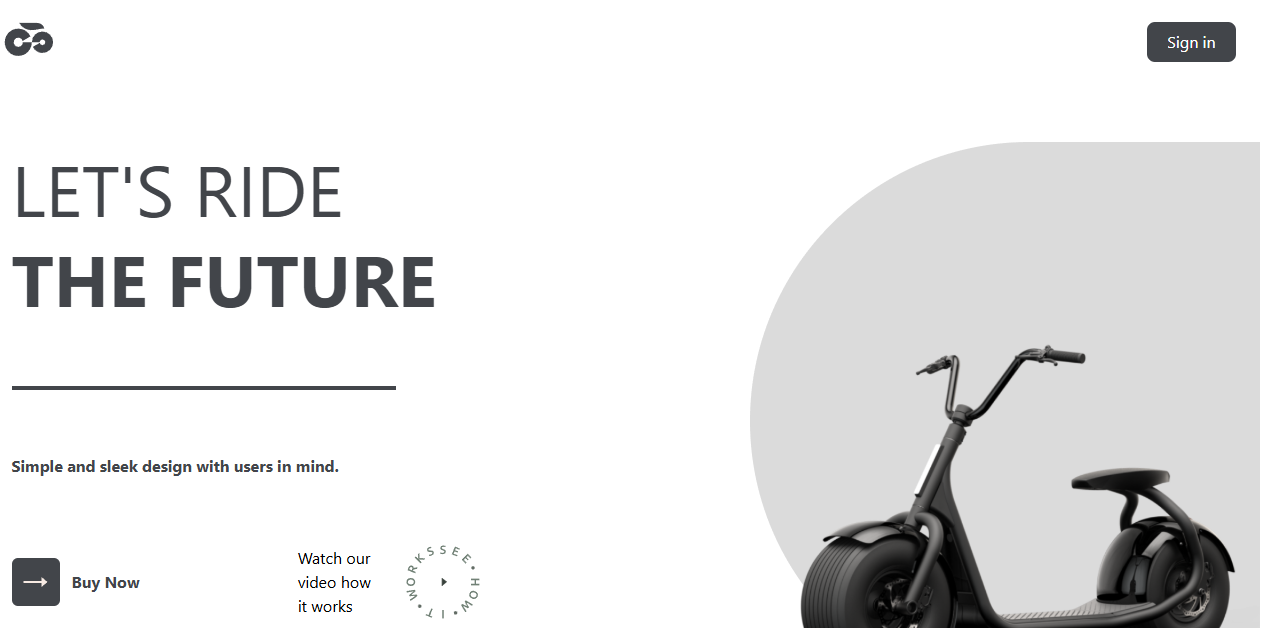 Sign in
LET'S RIDE
THE FUTURE
Simple and sleek design with users in mind.
Buy Now
Watch our
video how
it works
SEE • HOW • IT • WORKS